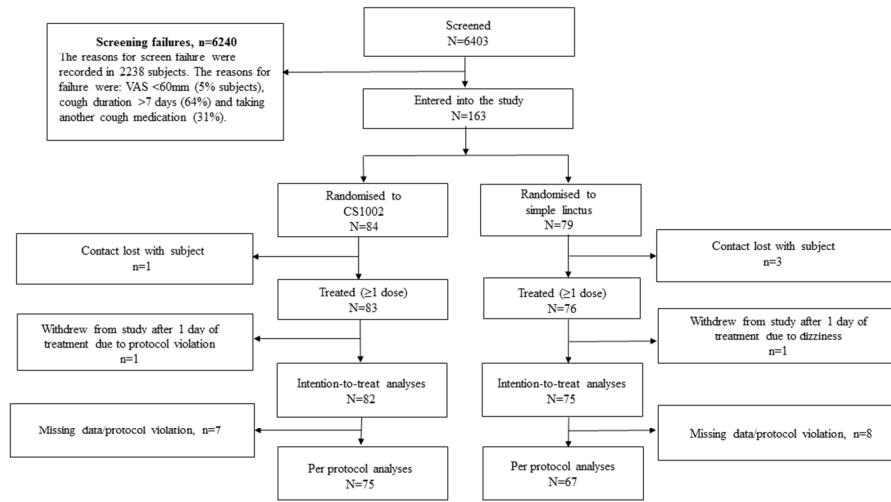 Screened
N=6403
Screening failures, n=6240
The reasons for screen failure were
recorded in 2238 subjects. The reasons for
failure were: VAS <60mm (5% subjects),
cough duration >7 days (64%) and taking
another cough medication (31%).
Entered into the study
N=163
Randomised to
CS1002
N=84
Randomised to
simple linctus
N=79
Contact lost with subject
n=1
Contact lost with subject
n=3
Treated (≥1 dose)
N=83
Treated (≥1 dose)
N=76
Withdrew from study after 1 day of
treatment due to protocol violation
n=1
Withdrew from study after 1 day of
treatment due to dizziness
n=1
Intention-to-treat analyses
N=82
Intention-to-treat analyses
N=75
Missing data/protocol violation, n=7
Missing data/protocol violation, n=8
Per protocol analyses
N=75
Per protocol analyses
N=67